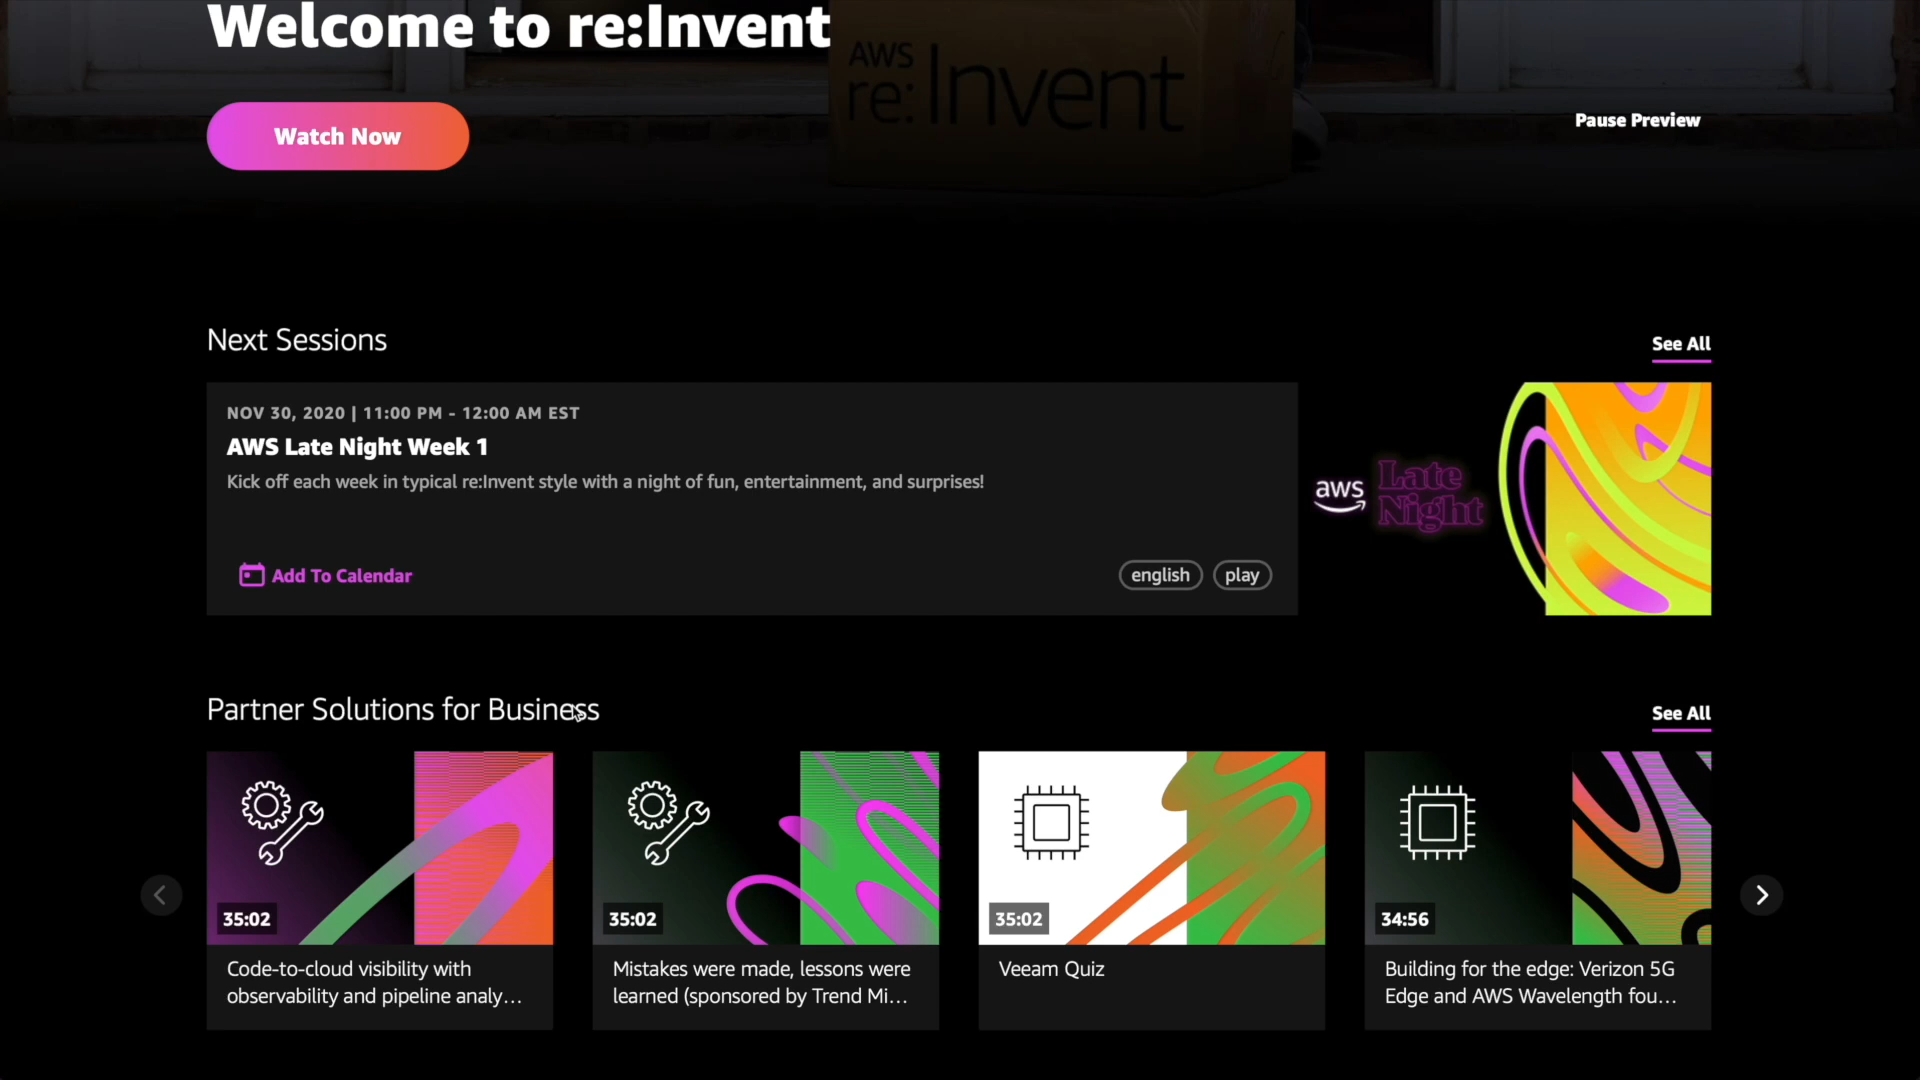 Welcome to re:Invent
AWS
re:Invent
Watch Now
Pause Preview
Next Sessions
See All
NOV 30, 2020 | 11:00 PM - 12:00 AM EST
AWS Late Night Week 1
Kick off each week in typical re:Invent style with a night of fun, entertainment, and surprises!
Add To Calendar
english
play
aws
Late
Night
Partner Solutions for Business
See All
35:02
35:02
35:02
34:56
Code-to-cloud visibility with
observability and pipeline analy...
Mistakes were made, lessons were
learned (sponsored by Trend Mi...
Veeam Quiz
Building for the edge: Verizon 5G
Edge and AWS Wavelength fou...